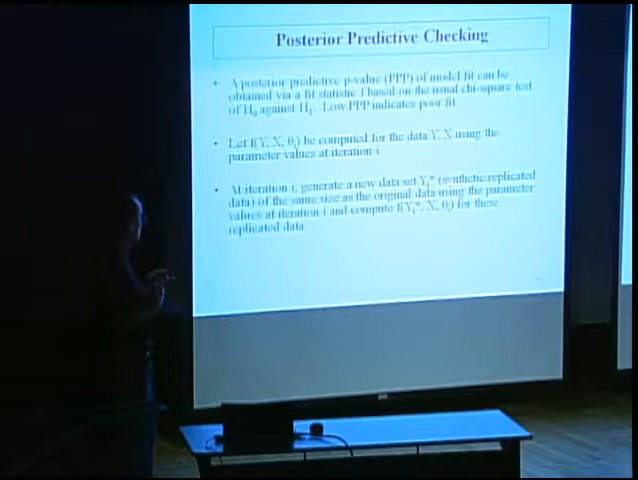 Posterior Predictive Checking
• A posterior predictive p-value (PPP) of model fit can be
obtained via a fit statistic f based on the usual chi-square test
of H₀ against H₁. Low PPP indicates poor fit
• Let f(Y, X, θᵢ) be computed for the data Y, X using the
parameter values at iteration i
• At iteration i, generate a new data set Yᵢ* (synthetic/replicated
data) of the same size as the original data using the parameter
values at iteration i and compute f(Yᵢ*, X, θᵢ) for these
replicated data